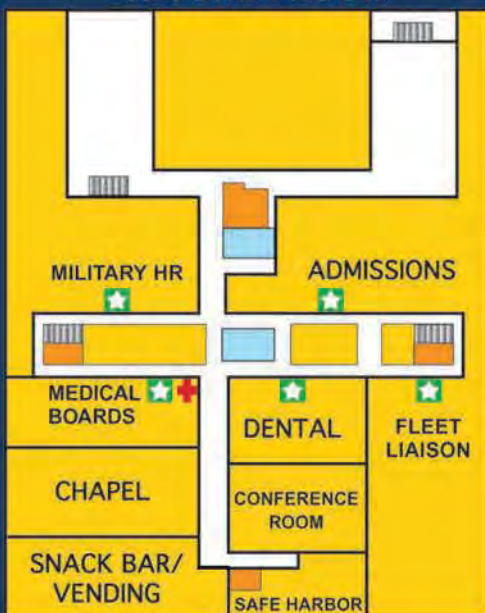 MILITARY HR
ADMISSIONS
MEDICAL
BOARDS
DENTAL
FLEET
LIAISON
CHAPEL
CONFERENCE
ROOM
SNACK BAR/
VENDING
SAFE HARBOR